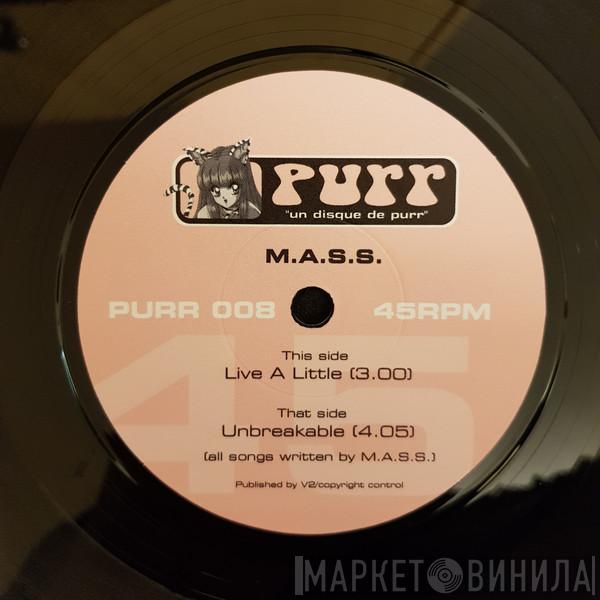 purr
"un disque de purr"
M.A.S.S.
PURR 008 45RPM
45
This side
Live A Little (3.00)
That side
Unbreakable (4.05)
(all songs written by M.A.S.S.)
Published by V2/copyright control
МАРКЕТ ВИНИЛА